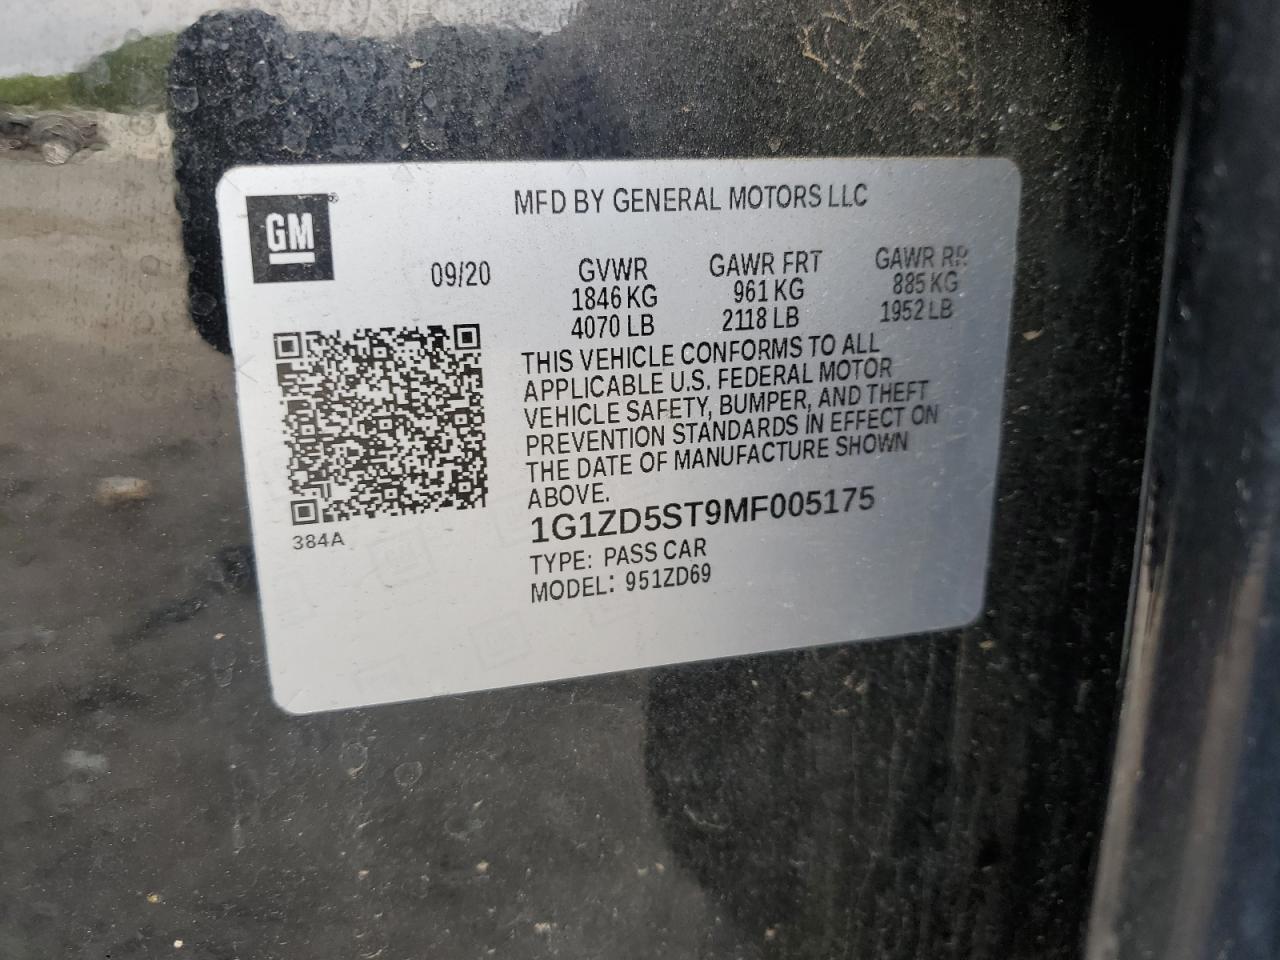 GM
MFD BY GENERAL MOTORS LLC
09/20 GVWR GAWR FRT GAWR RR
1846 KG 961 KG 885 KG
4070 LB 2118 LB 1952 LB
THIS VEHICLE CONFORMS TO ALL
APPLICABLE U.S. FEDERAL MOTOR
VEHICLE SAFETY, BUMPER, AND THEFT
PREVENTION STANDARDS IN EFFECT ON
THE DATE OF MANUFACTURE SHOWN
ABOVE.
1G1ZD5ST9MF005175
TYPE: PASS CAR
MODEL: 951ZD69
384A